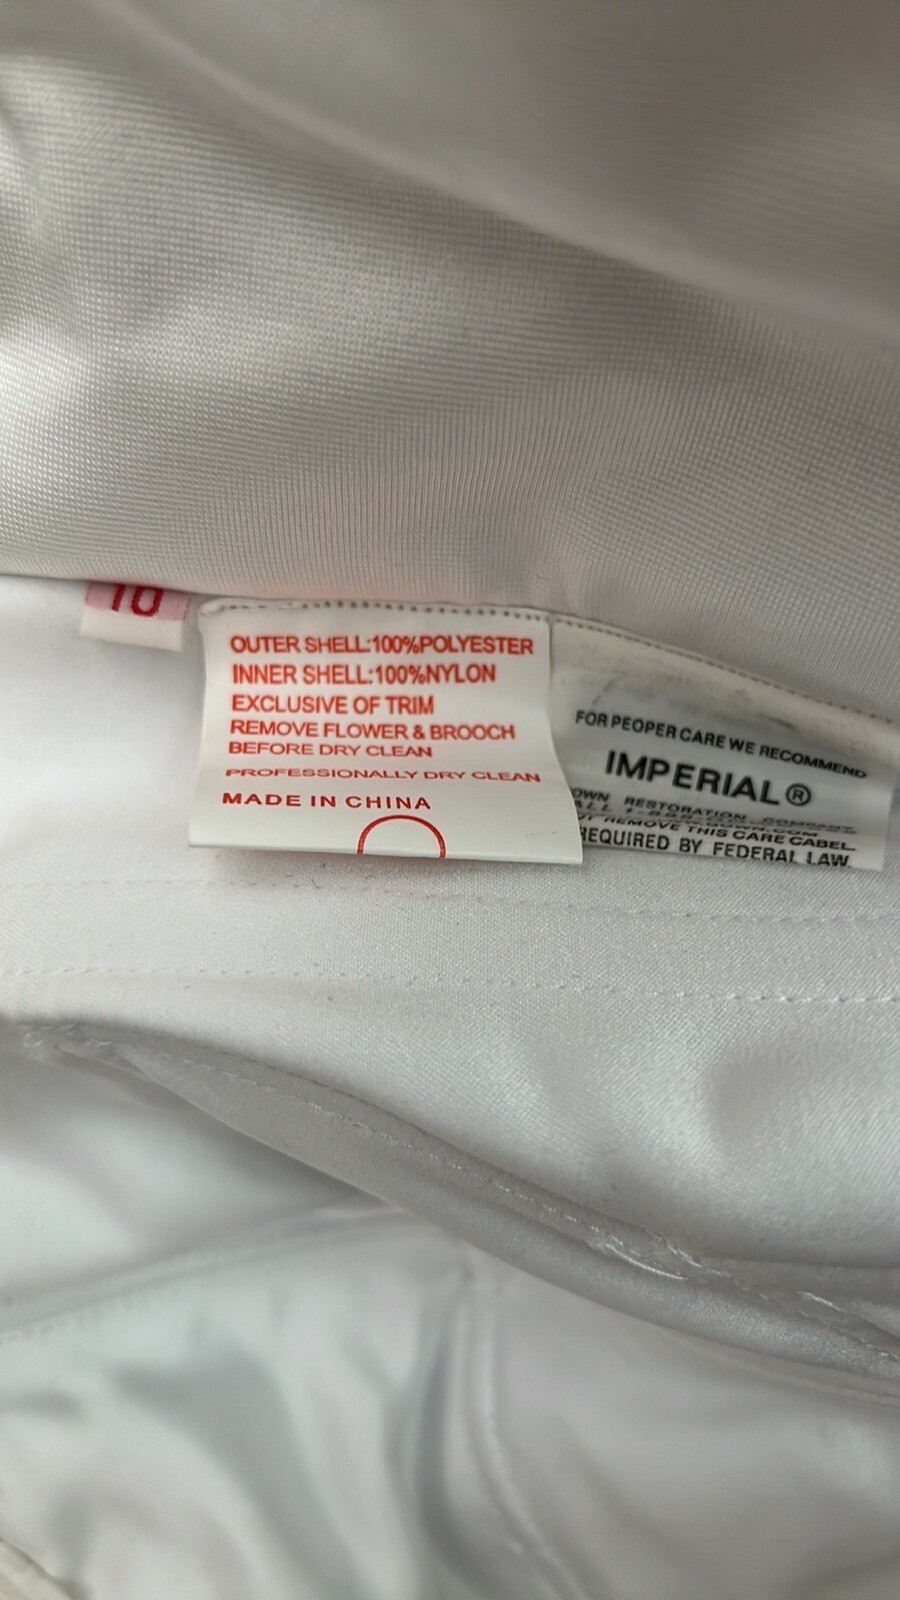 10
OUTER SHELL:100%POLYESTER
INNER SHELL:100%NYLON
EXCLUSIVE OF TRIM
REMOVE FLOWER & BROOCH
BEFORE DRY CLEAN
PROFESSIONALLY DRY CLEAN
MADE IN CHINA
FOR PEOPER CARE WE RECOMMEND
IMPERIAL®
OWN RESTORATION COMPANY
REMOVE THIS CARE CABEL.
REQUIRED BY FEDERAL LAW.